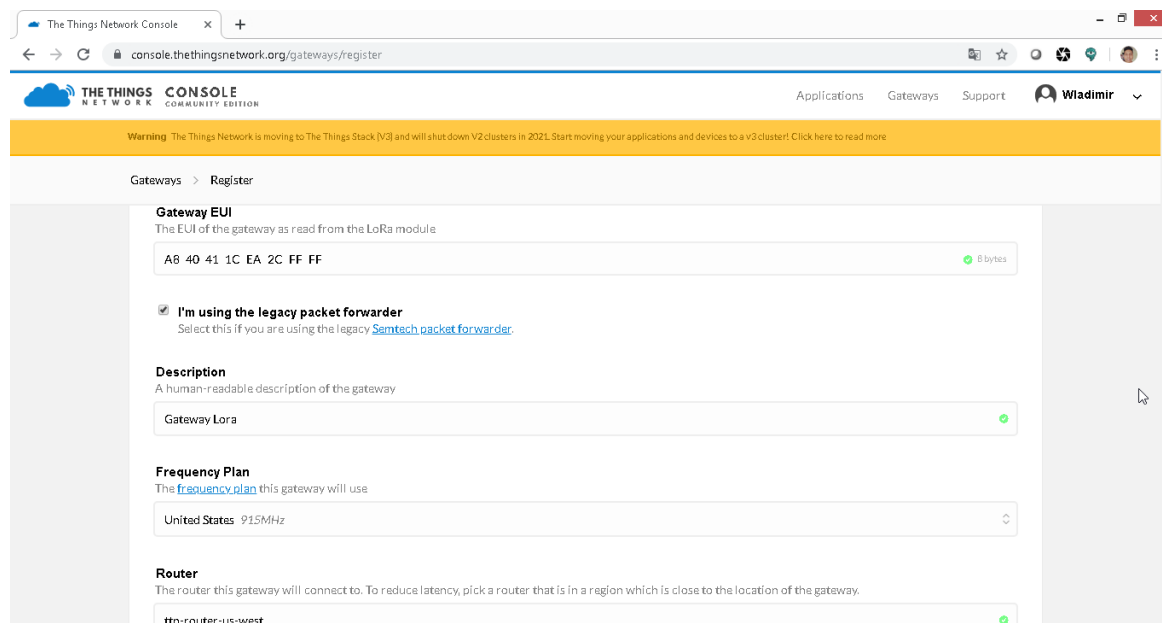 The Things Network Console
console.thethingsnetwork.org/gateways/register
THE THINGS NETWORK CONSOLE COMMUNITY EDITION
Applications Gateways Support Wladimir
Warning The Things Network is moving to The Things Stack [V3] and will shut down V2 clusters in 2021. Start moving your applications and devices to a v3 cluster! Click here to read more
Gateways > Register
Gateway EUI
The EUI of the gateway as read from the LoRa module
A8 40 41 1C EA 2C FF FF 8 bytes
I'm using the legacy packet forwarder
Select this if you are using the legacy Semtech packet forwarder.
Description
A human-readable description of the gateway
Gateway Lora
Frequency Plan
The frequency plan this gateway will use
United States 915MHz
Router
The router this gateway will connect to. To reduce latency, pick a router that is in a region which is close to the location of the gateway.
ttn-router-us-west